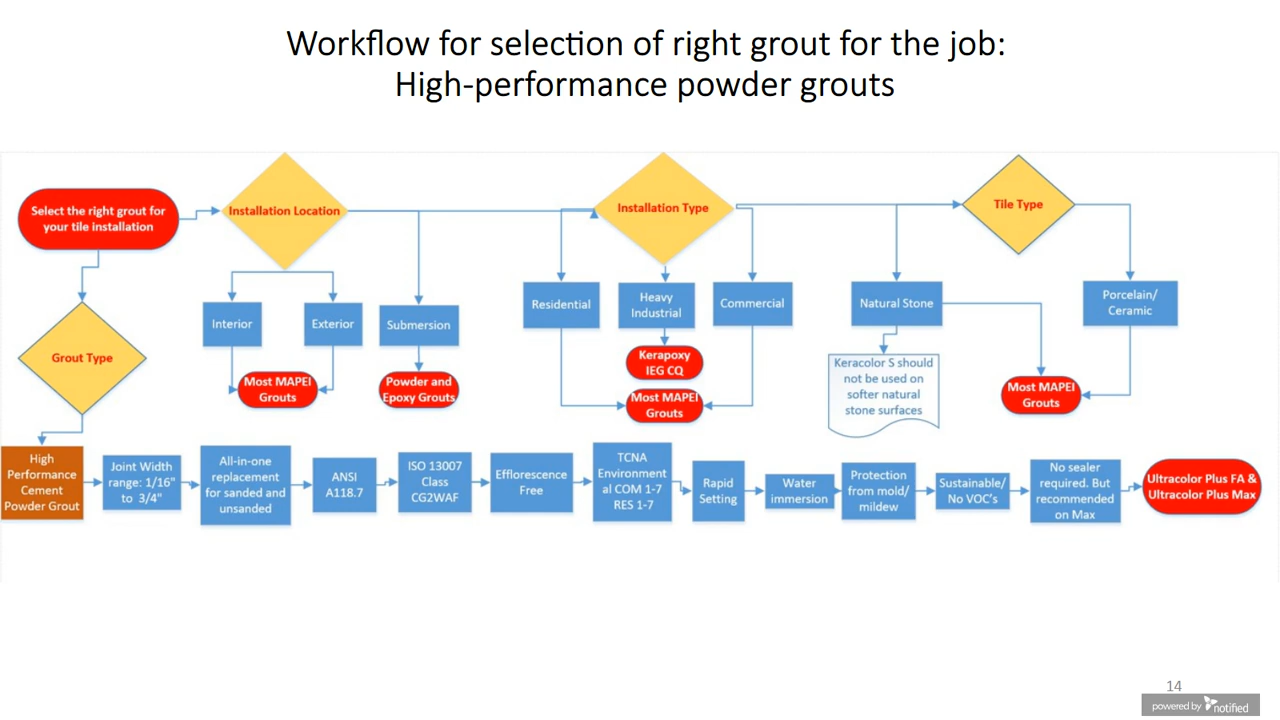 Workflow for selection of right grout for the job:
High-performance powder grouts
Select the right grout for
your tile installation
Installation Location
Installation Type
Tile Type
Interior
Exterior
Submersion
Residential
Heavy
Industrial
Commercial
Natural Stone
Porcelain/
Ceramic
Grout Type
Most MAPEI
Grouts
Powder and
Epoxy Grouts
Kerapoxy
IEG CQ
Most MAPEI
Grouts
Keracolor S should
not be used on
softer natural
stone surfaces
Most MAPEI
Grouts
High
Performance
Cement
Powder Grout
Joint Width
range: 1/16"
to 3/4"
All-in-one
replacement
for sanded and
unsanded
ANSI
A118.7
ISO 13007
Class
CG2WAF
Efflorescence
Free
TCNA
Environment
al COM 1-7
RES 1-7
Rapid
Setting
Water
immersion
Protection
from mold/
mildew
Sustainable/
No VOC's
No sealer
required. But
recommended
on Max
Ultracolor Plus FA &
Ultracolor Plus Max
14
powered by notified